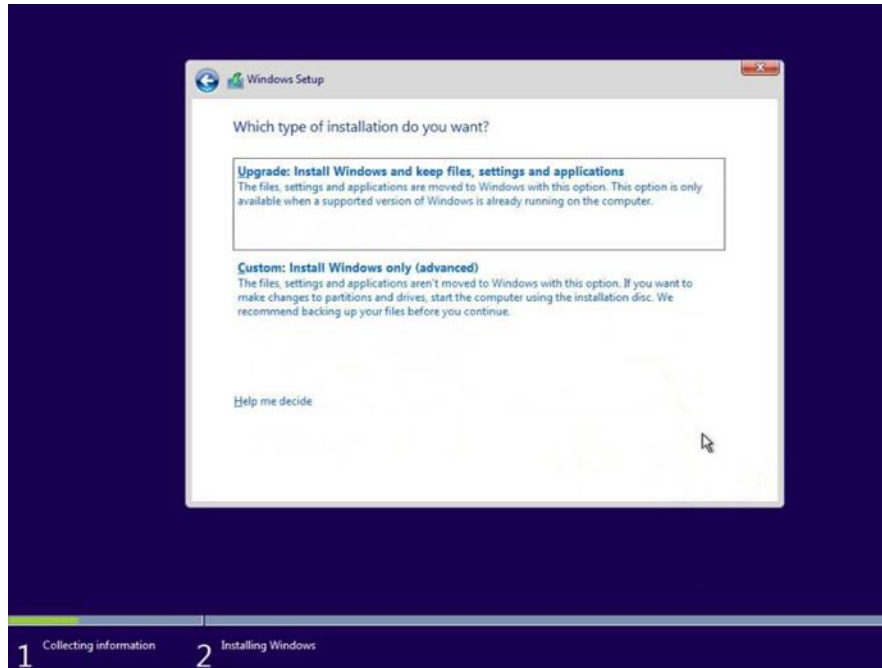 Windows Setup
Which type of installation do you want?
Upgrade: Install Windows and keep files, settings and applications
The files, settings and applications are moved to Windows with this option. This option is only
available when a supported version of Windows is already running on the computer.
Custom: Install Windows only (advanced)
The files, settings and applications aren't moved to Windows with this option. If you want to
make changes to partitions and drives, start the computer using the installation disc. We
recommend backing up your files before you continue.
Help me decide
1 Collecting information 2 Installing Windows